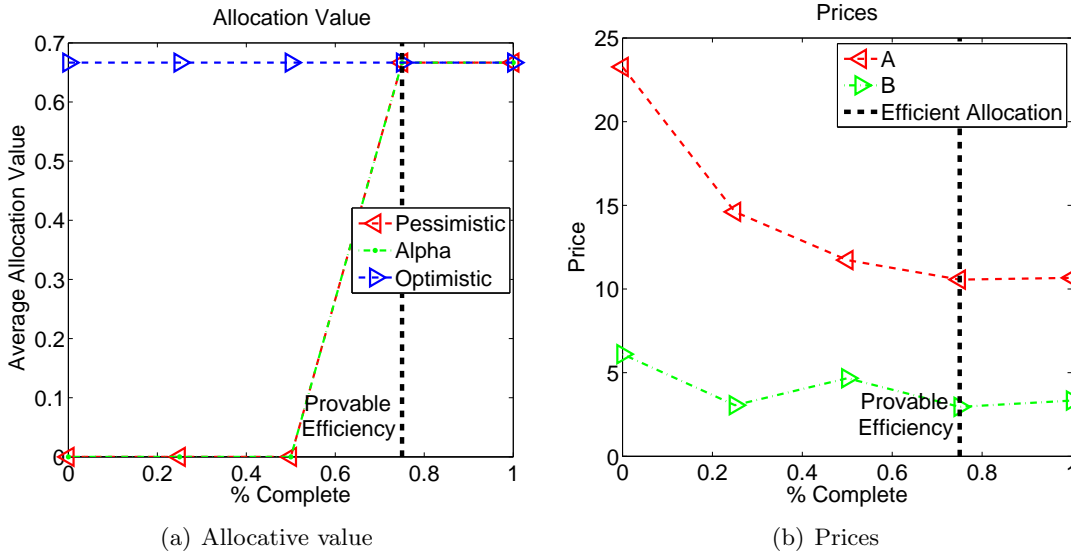 Allocation Value
0.7
0.6
0.5
0.4
0.3
0.2
0.1
0
Average Allocation Value
Pessimistic
Alpha
Optimistic
Provable
Efficiency
0 0.2 0.4 0.6 0.8 1
% Complete
(a) Allocative value
Prices
25
20
15
10
5
0
Price
A
B
Efficient Allocation
Provable
Efficiency
0 0.2 0.4 0.6 0.8 1
% Complete
(b) Prices